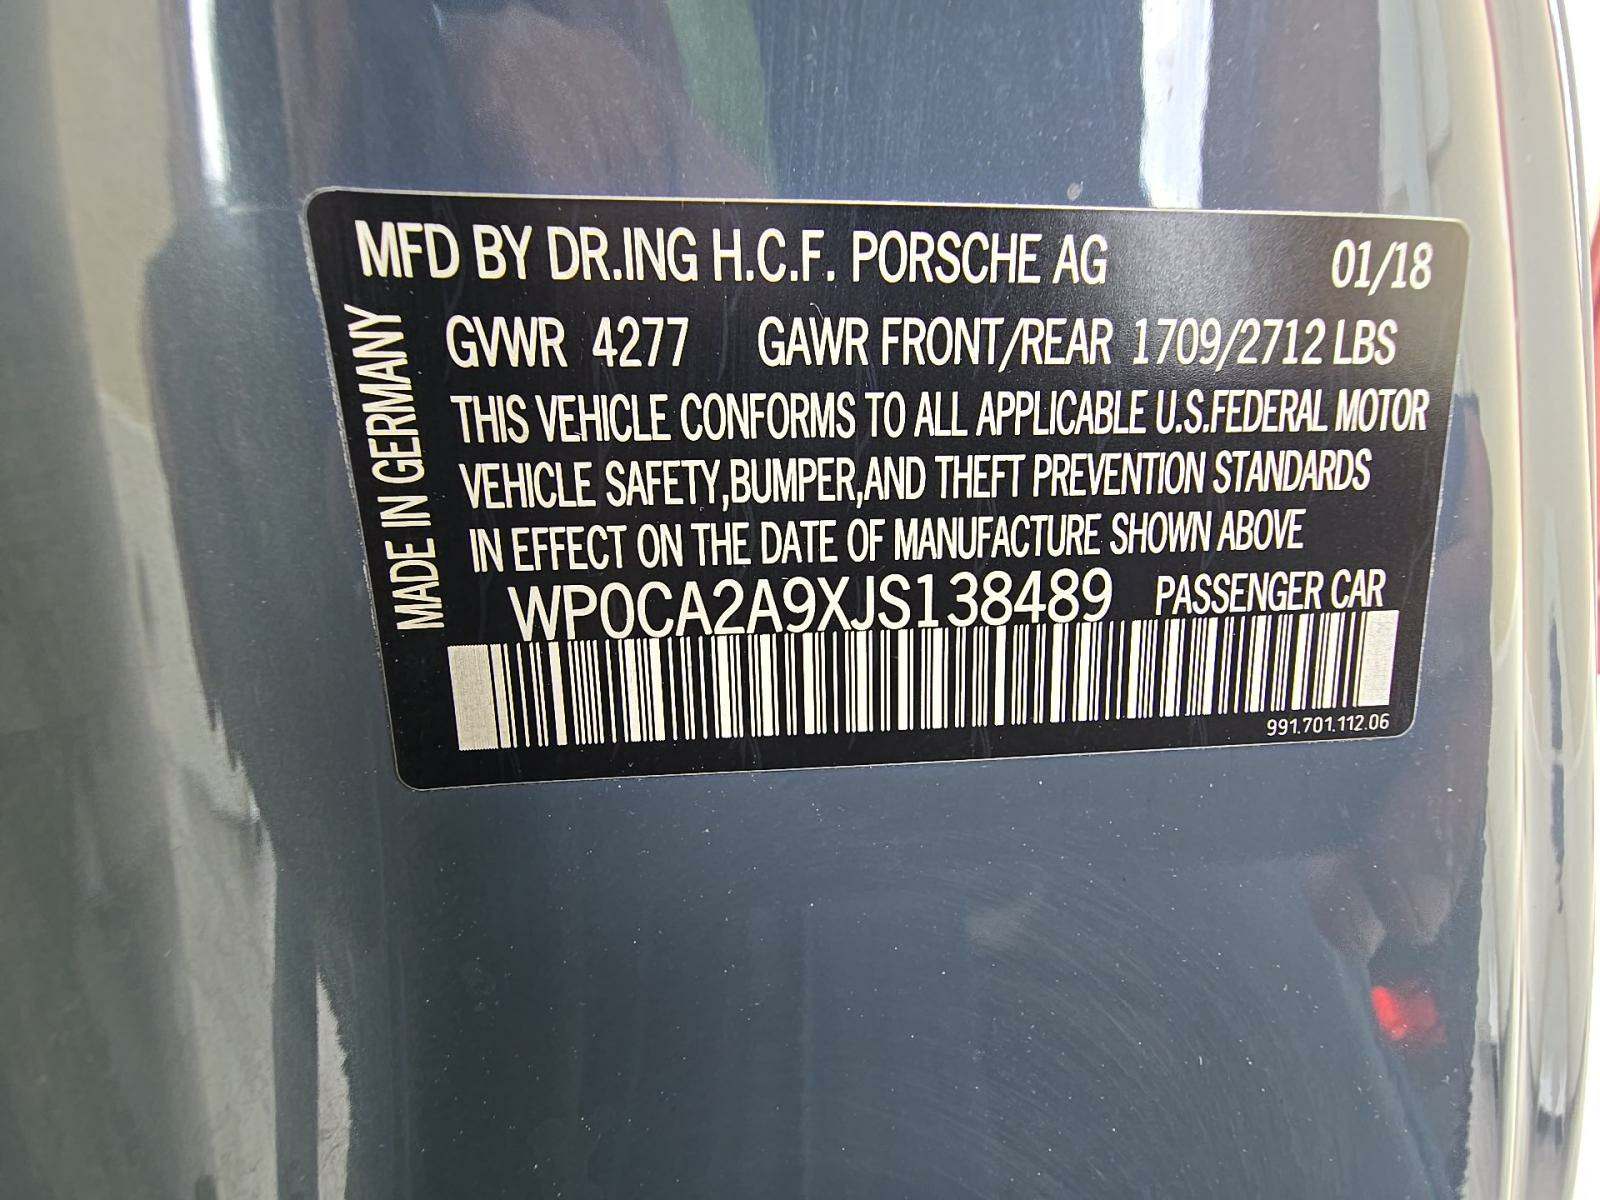 MFD BY DR.ING H.C.F. PORSCHE AG 01/18
GVWR 4277 GAWR FRONT/REAR 1709/2712 LBS
THIS VEHICLE CONFORMS TO ALL APPLICABLE U.S.FEDERAL MOTOR
VEHICLE SAFETY,BUMPER,AND THEFT PREVENTION STANDARDS
IN EFFECT ON THE DATE OF MANUFACTURE SHOWN ABOVE
WP0CA2A9XJS138489 PASSENGER CAR
991.701.112.06
MADE IN GERMANY